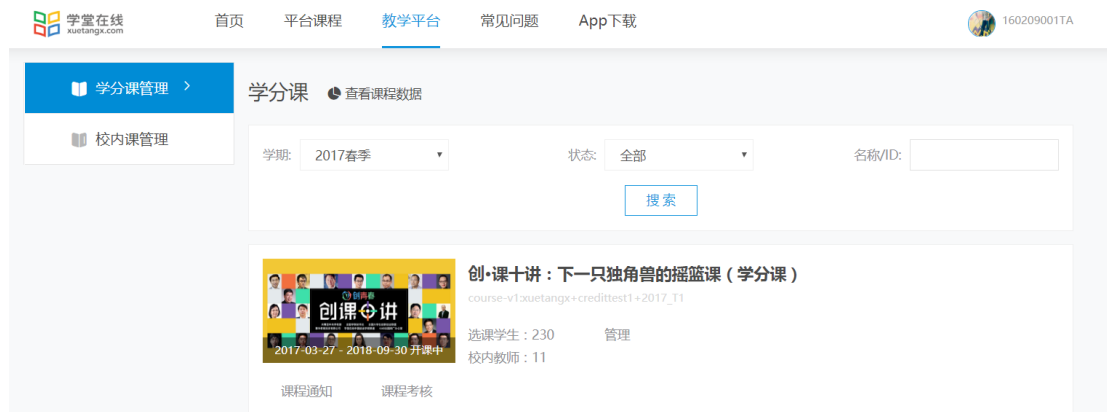 学堂在线
xuetangx.com
首页 平台课程 教学平台 常见问题 App下载
160209001TA
学分课管理
校内课管理
学分课 查看课程数据
学期: 2017春季 状态: 全部 名称/ID:
搜索
创青春
创课中讲
2017-03-27 - 2018-09-30 开课中
创•课十讲：下一只独角兽的摇篮课（学分课）
course-v1:xuetangx+credittest1+2017_T1
选课学生：230 管理
校内教师：11
课程通知 课程考核